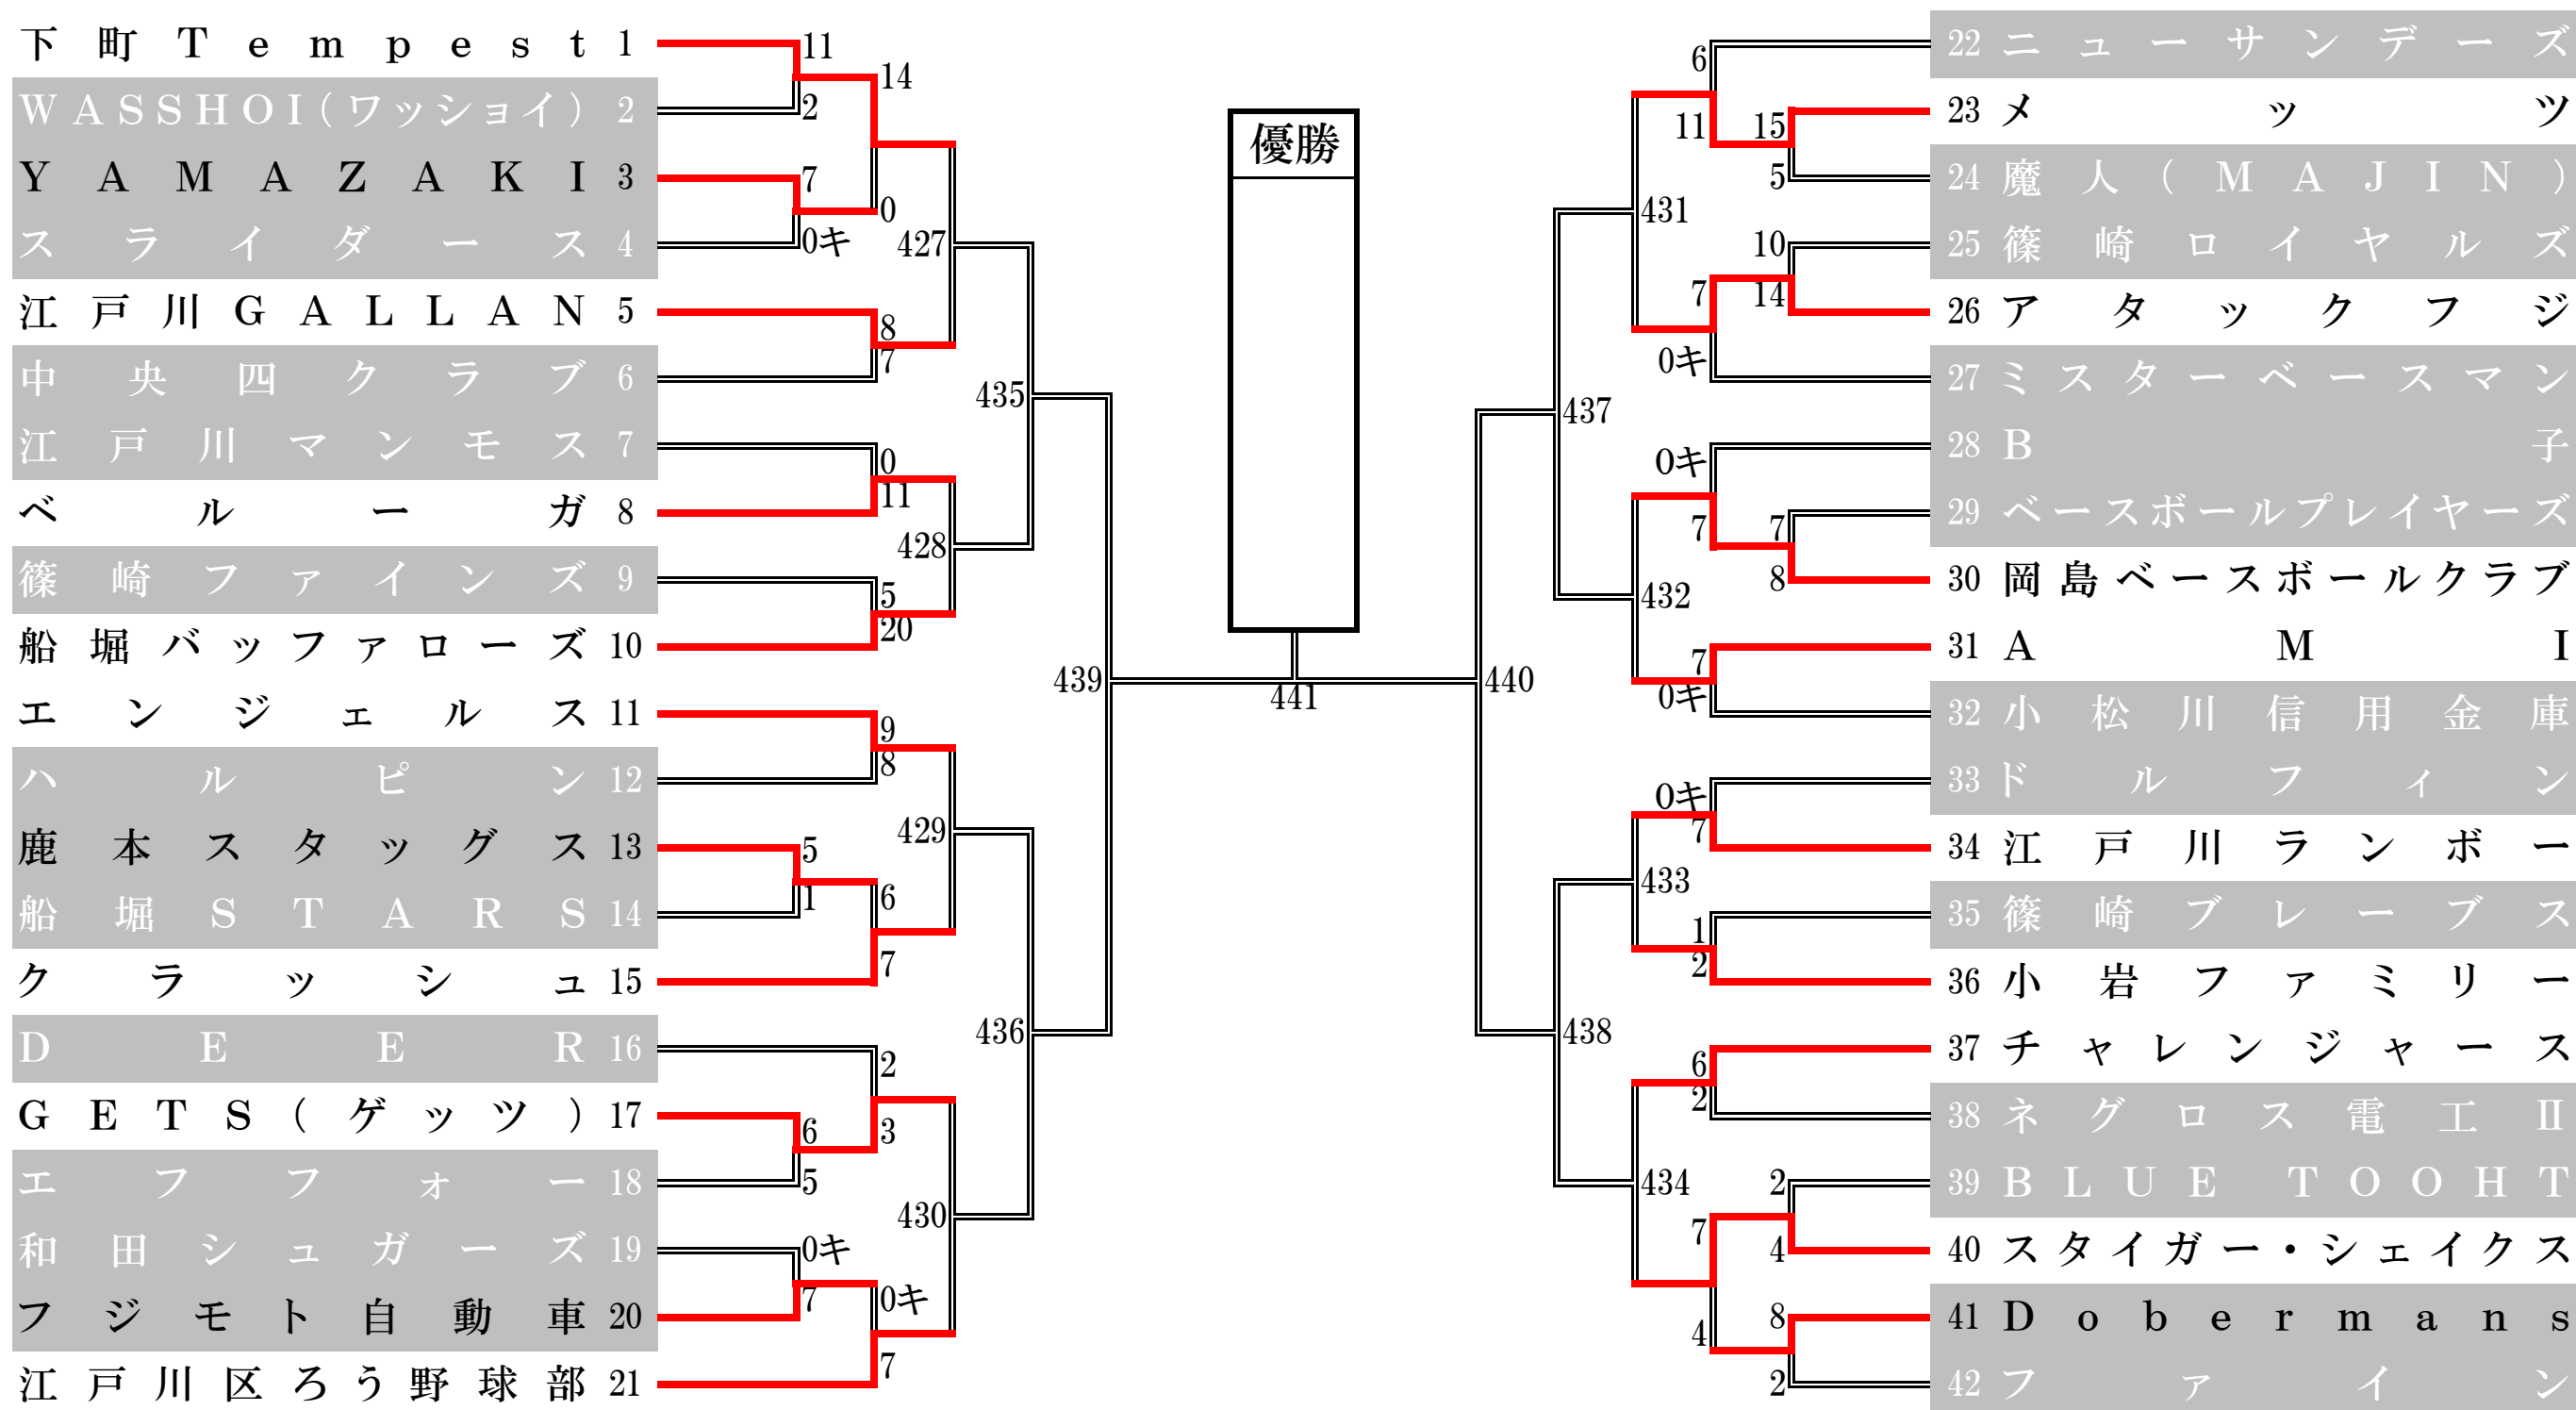 下町Tempest 1
WASSHOI(ワッショイ) 2
YAMAZAKI 3
スライダース 4
江戸川GALLAN 5
中央四クラブ 6
江戸川マンモス 7
ベルーガ 8
篠崎ファインズ 9
船堀バッファローズ 10
エンジェルス 11
ハルピン 12
鹿本スタッグス 13
船堀STARS 14
クラッシュ 15
DEER 16
GETS(ゲッツ) 17
エフフォー 18
和田シュガーズ 19
フジモト自動車 20
江戸川区ろう野球部 21
11
2
7
0キ
5
1
6
5
0キ
7
14
0
8
7
0
11
5
20
9
8
6
7
2
3
0キ
7
427
428
429
430
435
436
439
優勝
441
440
437
438
431
432
433
434
6
11
7
0キ
0キ
7
7
0キ
0キ
7
1
2
6
2
7
4
15
5
10
14
7
8
2
4
8
2
22 ニューサンデーズ
23 メッツ
24 魔人(MAJIN)
25 篠崎ロイヤルズ
26 アタックフジ
27 ミスターベースマン
28 B子
29 ベースボールプレイヤーズ
30 岡島ベースボールクラブ
31 AMI
32 小松川信用金庫
33 ドルフィン
34 江戸川ランボー
35 篠崎ブレーブス
36 小岩ファミリー
37 チャレンジャース
38 ネグロス電工Ⅱ
39 BLUE TOOHT
40 スタイガー・シェイクス
41 Dobermans
42 ファイン